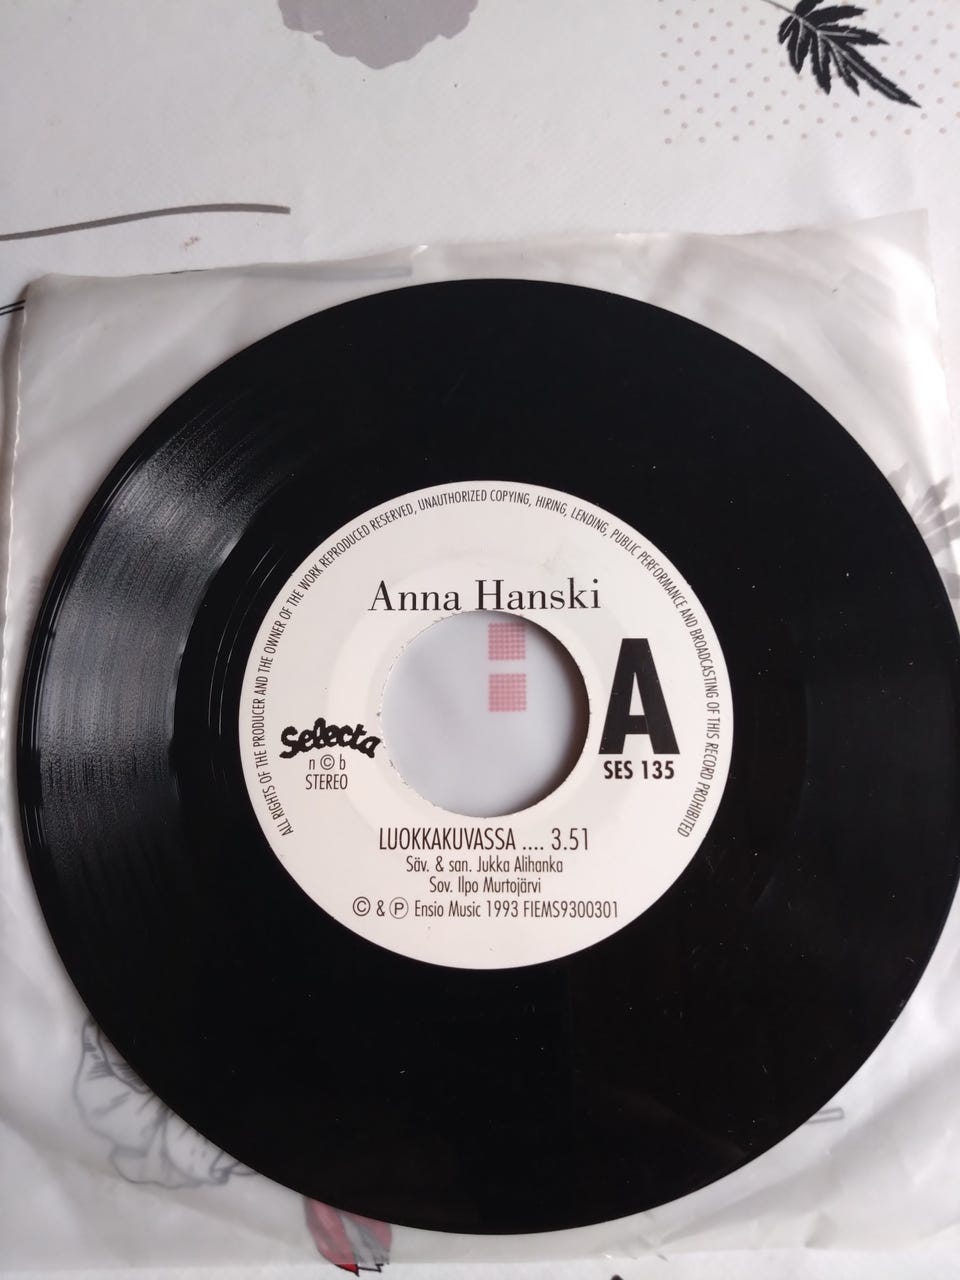 ALL RIGHTS OF THE PRODUCER AND THE OWNER OF THE WORK REPRODUCED RESERVED, UNAUTHORIZED COPYING, HIRING, LENDING, PUBLIC PERFORMANCE AND BROADCASTING OF THIS RECORD PROHIBITED
Anna Hanski
A
SES 135
Selecta
n © b
STEREO
LUOKKAKUVASSA .... 3.51
Säv. & san. Jukka Alihanka
Sov. Ilpo Murtojärvi
© & ℗ Ensio Music 1993 FIEMS9300301